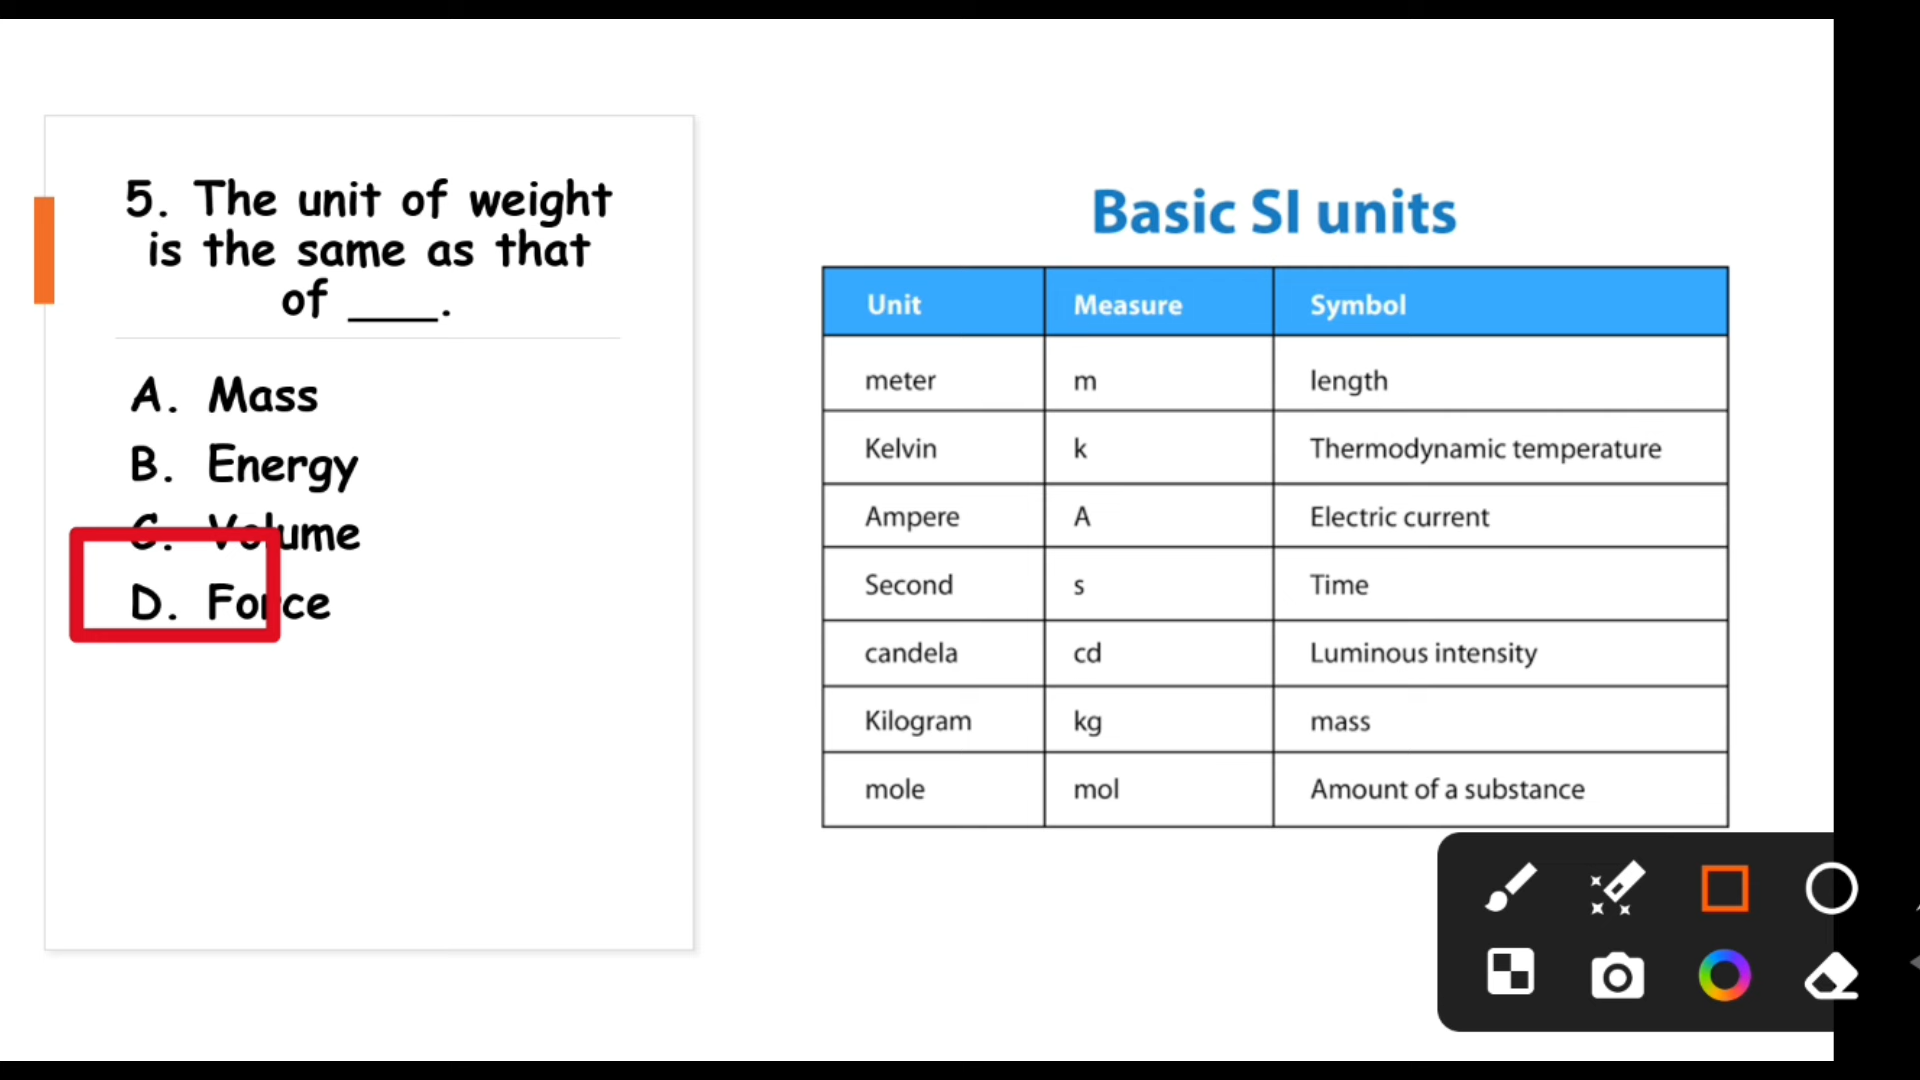 5. The unit of weight
is the same as that
of ____.
A. Mass
B. Energy
C. Volume
D. Force
Basic SI units
Unit Measure Symbol
meter m length
Kelvin k Thermodynamic temperature
Ampere A Electric current
Second s Time
candela cd Luminous intensity
Kilogram kg mass
mole mol Amount of a substance